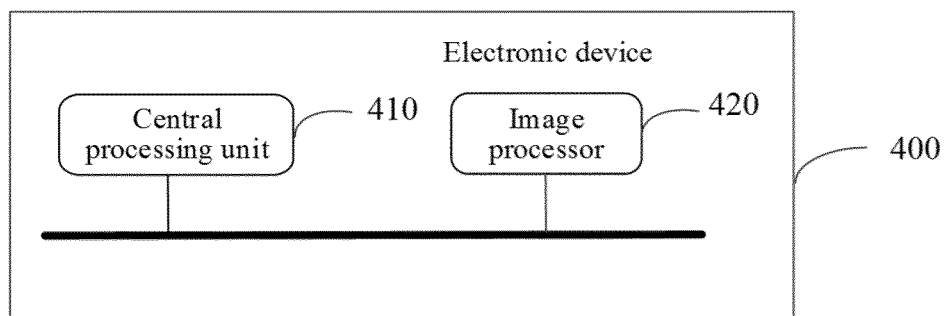 Electronic device
Central
processing unit
410
Image
processor
420
400